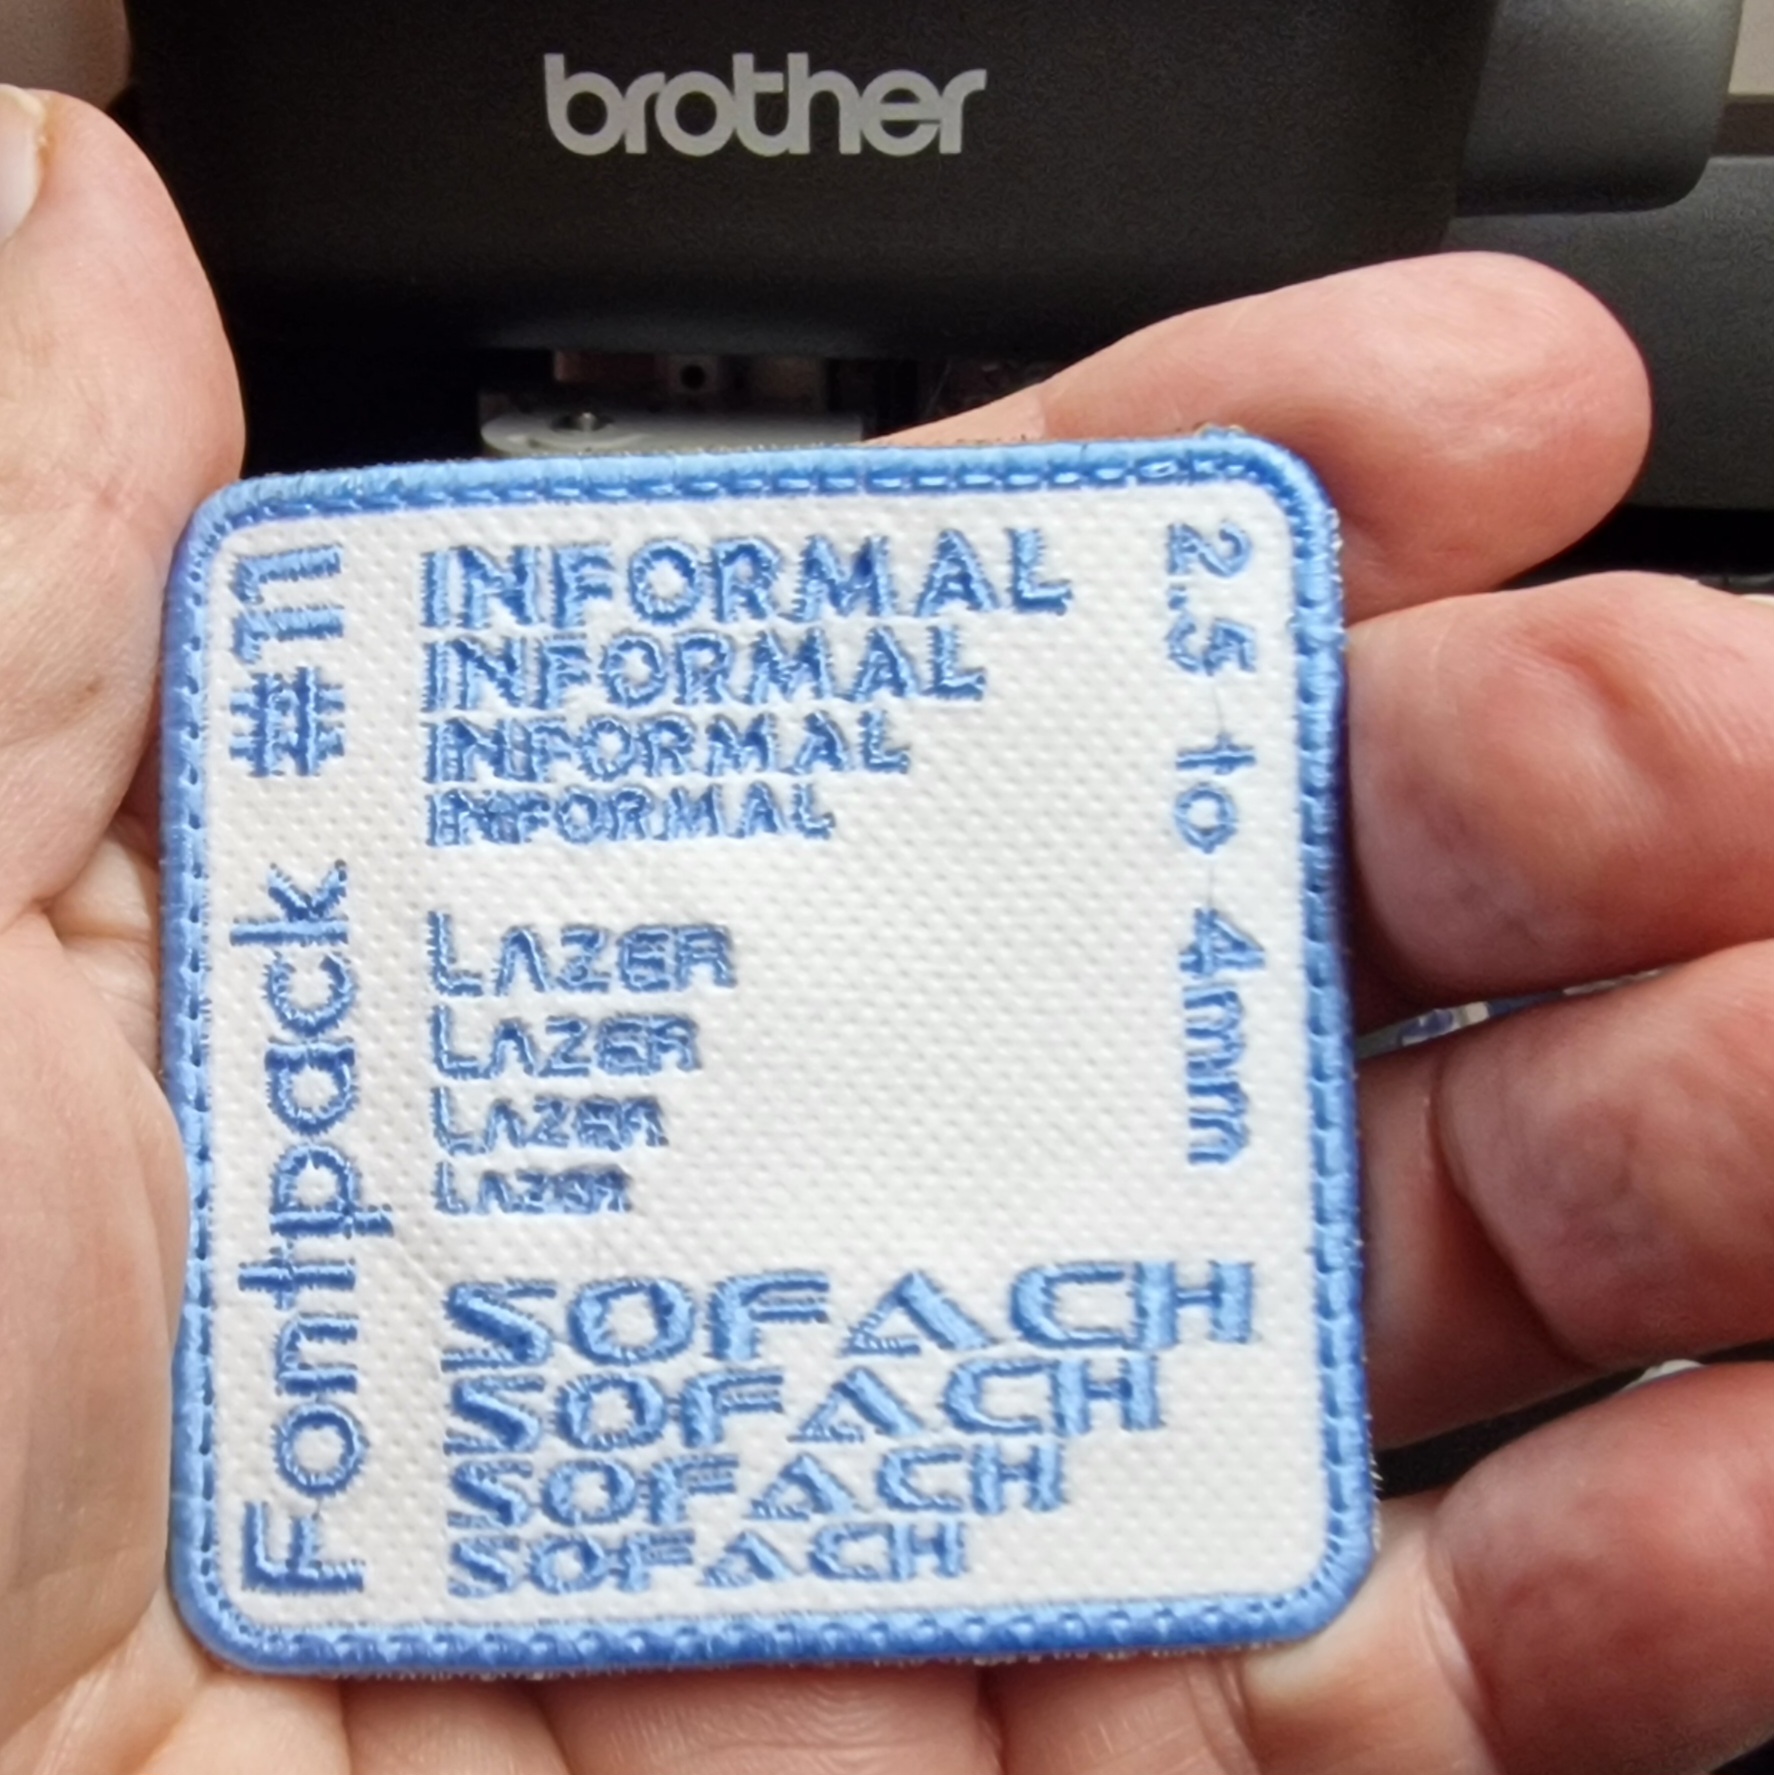 brother
Fontpack #11
INFORMAL
INFORMAL
INFORMAL
INFORMAL
LAZER
LAZER
LAZER
LAZER
SOFACH
SOFACH
SOFACH
SOFACH
2.5 to 4mm